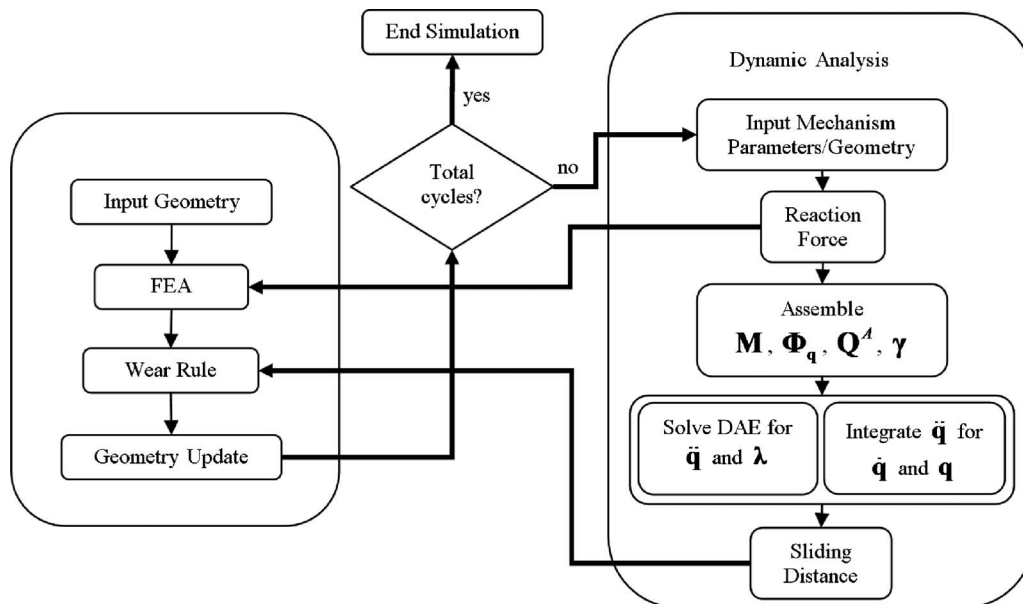 End Simulation
yes
Total
cycles?
no
Input Geometry
FEA
Wear Rule
Geometry Update
Dynamic Analysis
Input Mechanism
Parameters/Geometry
Reaction
Force
Assemble
M , Φq , Q^A , γ
Solve DAE for
q̈ and λ
Integrate q̈ for
q̇ and q
Sliding
Distance